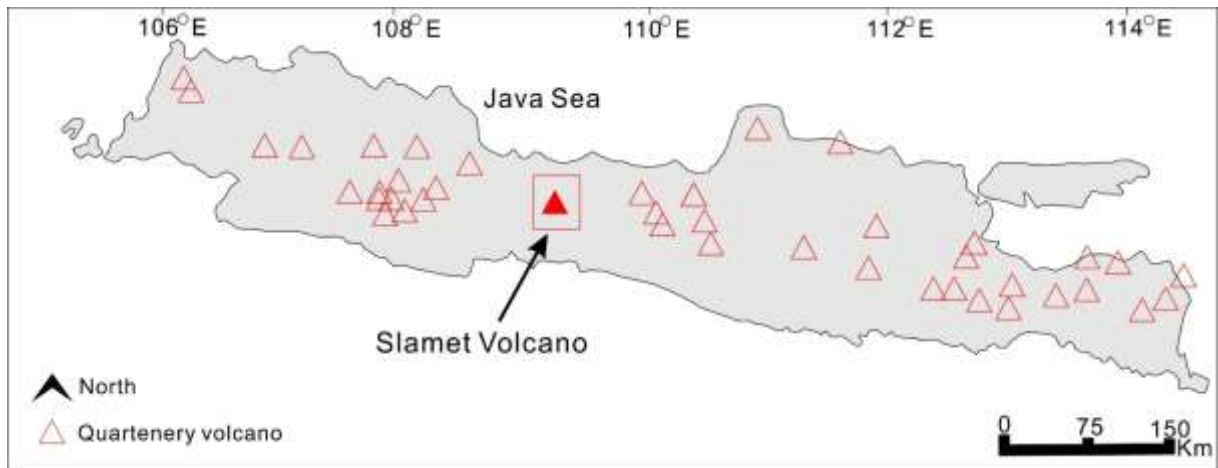 106°E 108°E 110°E 112°E 114°E
Java Sea
Slamet Volcano
North
Quartenery volcano
0 75 150
Km